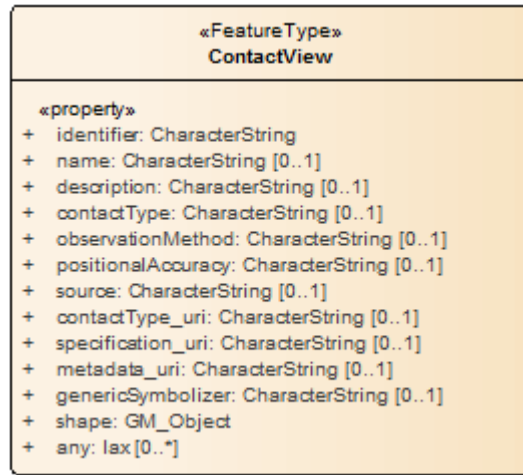 «FeatureType»
ContactView
«property»
+ identifier: CharacterString
+ name: CharacterString [0..1]
+ description: CharacterString [0..1]
+ contactType: CharacterString [0..1]
+ observationMethod: CharacterString [0..1]
+ positionalAccuracy: CharacterString [0..1]
+ source: CharacterString [0..1]
+ contactType_uri: CharacterString [0..1]
+ specification_uri: CharacterString [0..1]
+ metadata_uri: CharacterString [0..1]
+ genericSymbolizer: CharacterString [0..1]
+ shape: GM_Object
+ any: lax [0..*]